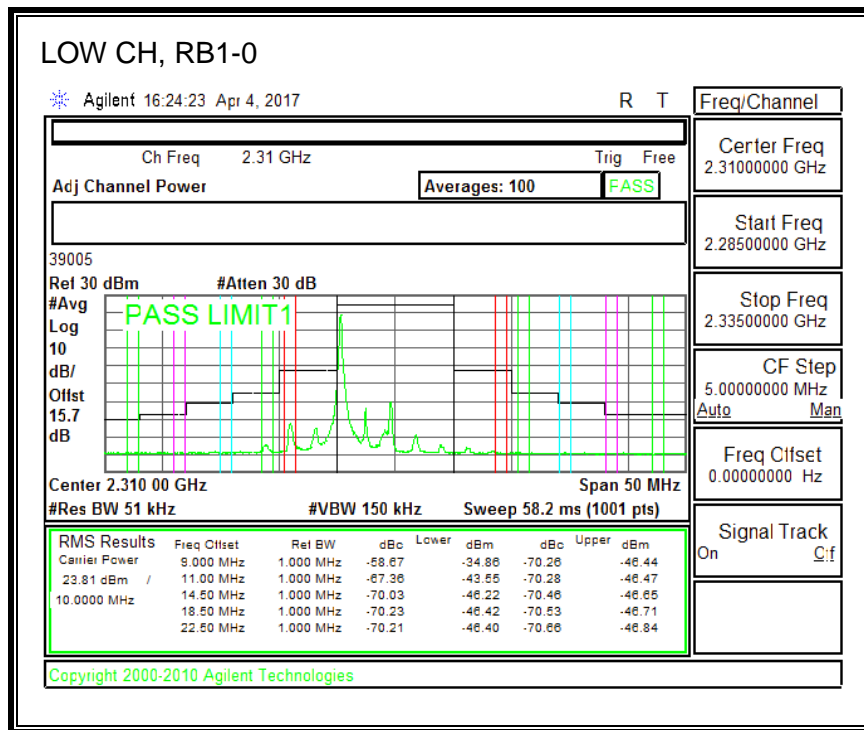 LOW CH, RB1-0
Agilent 16:24:23 Apr 4, 2017 R T
Ch Freq 2.31 GHz Trig Free
Adj Channel Power Averages: 100 PASS
39005
Ref 30 dBm #Atten 30 dB
#Avg
Log
10
dB/
Offst
15.7
dB
PASS LIMIT1
Center 2.310 00 GHz Span 50 MHz
#Res BW 51 kHz #VBW 150 kHz Sweep 58.2 ms (1001 pts)
RMS Results Freq Offset Ref BW dBc Lower dBm dBc Upper dBm
Carrier Power 9.000 MHz 1.000 MHz -58.67 -34.86 -70.26 -46.44
23.81 dBm / 11.00 MHz 1.000 MHz -67.36 -43.55 -70.28 -46.47
10.0000 MHz 14.50 MHz 1.000 MHz -70.03 -46.22 -70.46 -46.65
18.50 MHz 1.000 MHz -70.23 -46.42 -70.53 -46.71
22.50 MHz 1.000 MHz -70.21 -46.40 -70.66 -46.84
Copyright 2000-2010 Agilent Technologies
Freq/Channel
Center Freq
2.31000000 GHz
Start Freq
2.28500000 GHz
Stop Freq
2.33500000 GHz
CF Step
5.00000000 MHz
Auto Man
Freq Offset
0.00000000 Hz
Signal Track
On Off